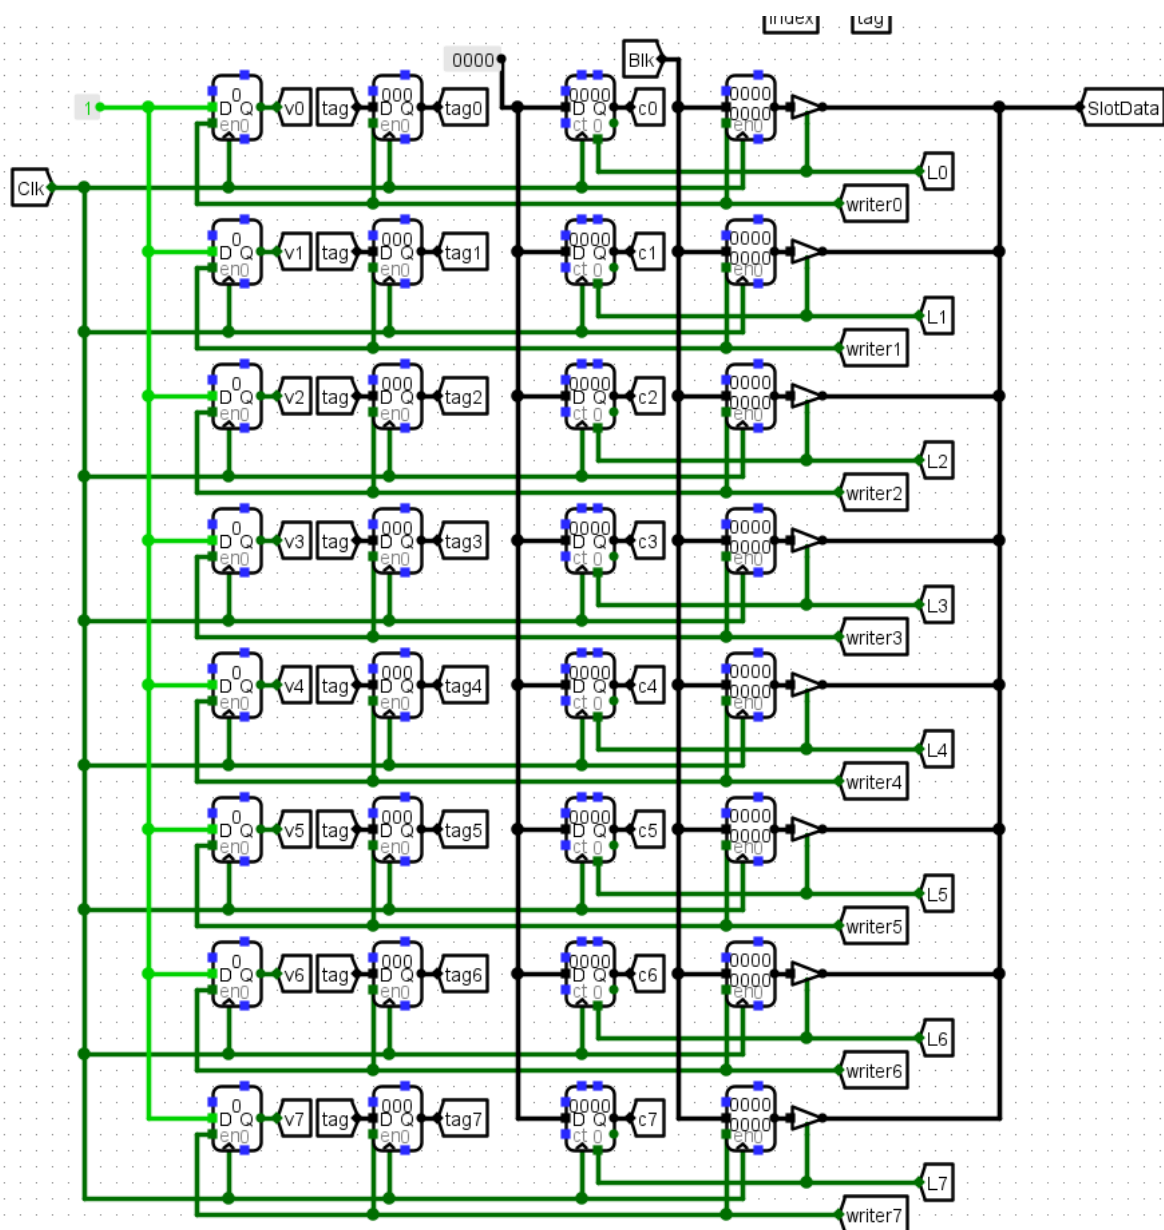 index tag
0000 Blk
0 000 0000 0000
1 D Q v0 tag D Q tag0 D Q c0 0000 SlotData
en0 en0 ct 0 en0
L0
Clk
writer0
0 000 0000 0000
D Q v1 tag D Q tag1 D Q c1 0000
en0 en0 ct 0 en0
L1
writer1
0 000 0000 0000
D Q v2 tag D Q tag2 D Q c2 0000
en0 en0 ct 0 en0
L2
writer2
0 000 0000 0000
D Q v3 tag D Q tag3 D Q c3 0000
en0 en0 ct 0 en0
L3
writer3
0 000 0000 0000
D Q v4 tag D Q tag4 D Q c4 0000
en0 en0 ct 0 en0
L4
writer4
0 000 0000 0000
D Q v5 tag D Q tag5 D Q c5 0000
en0 en0 ct 0 en0
L5
writer5
0 000 0000 0000
D Q v6 tag D Q tag6 D Q c6 0000
en0 en0 ct 0 en0
L6
writer6
0 000 0000 0000
D Q v7 tag D Q tag7 D Q c7 0000
en0 en0 ct 0 en0
L7
writer7